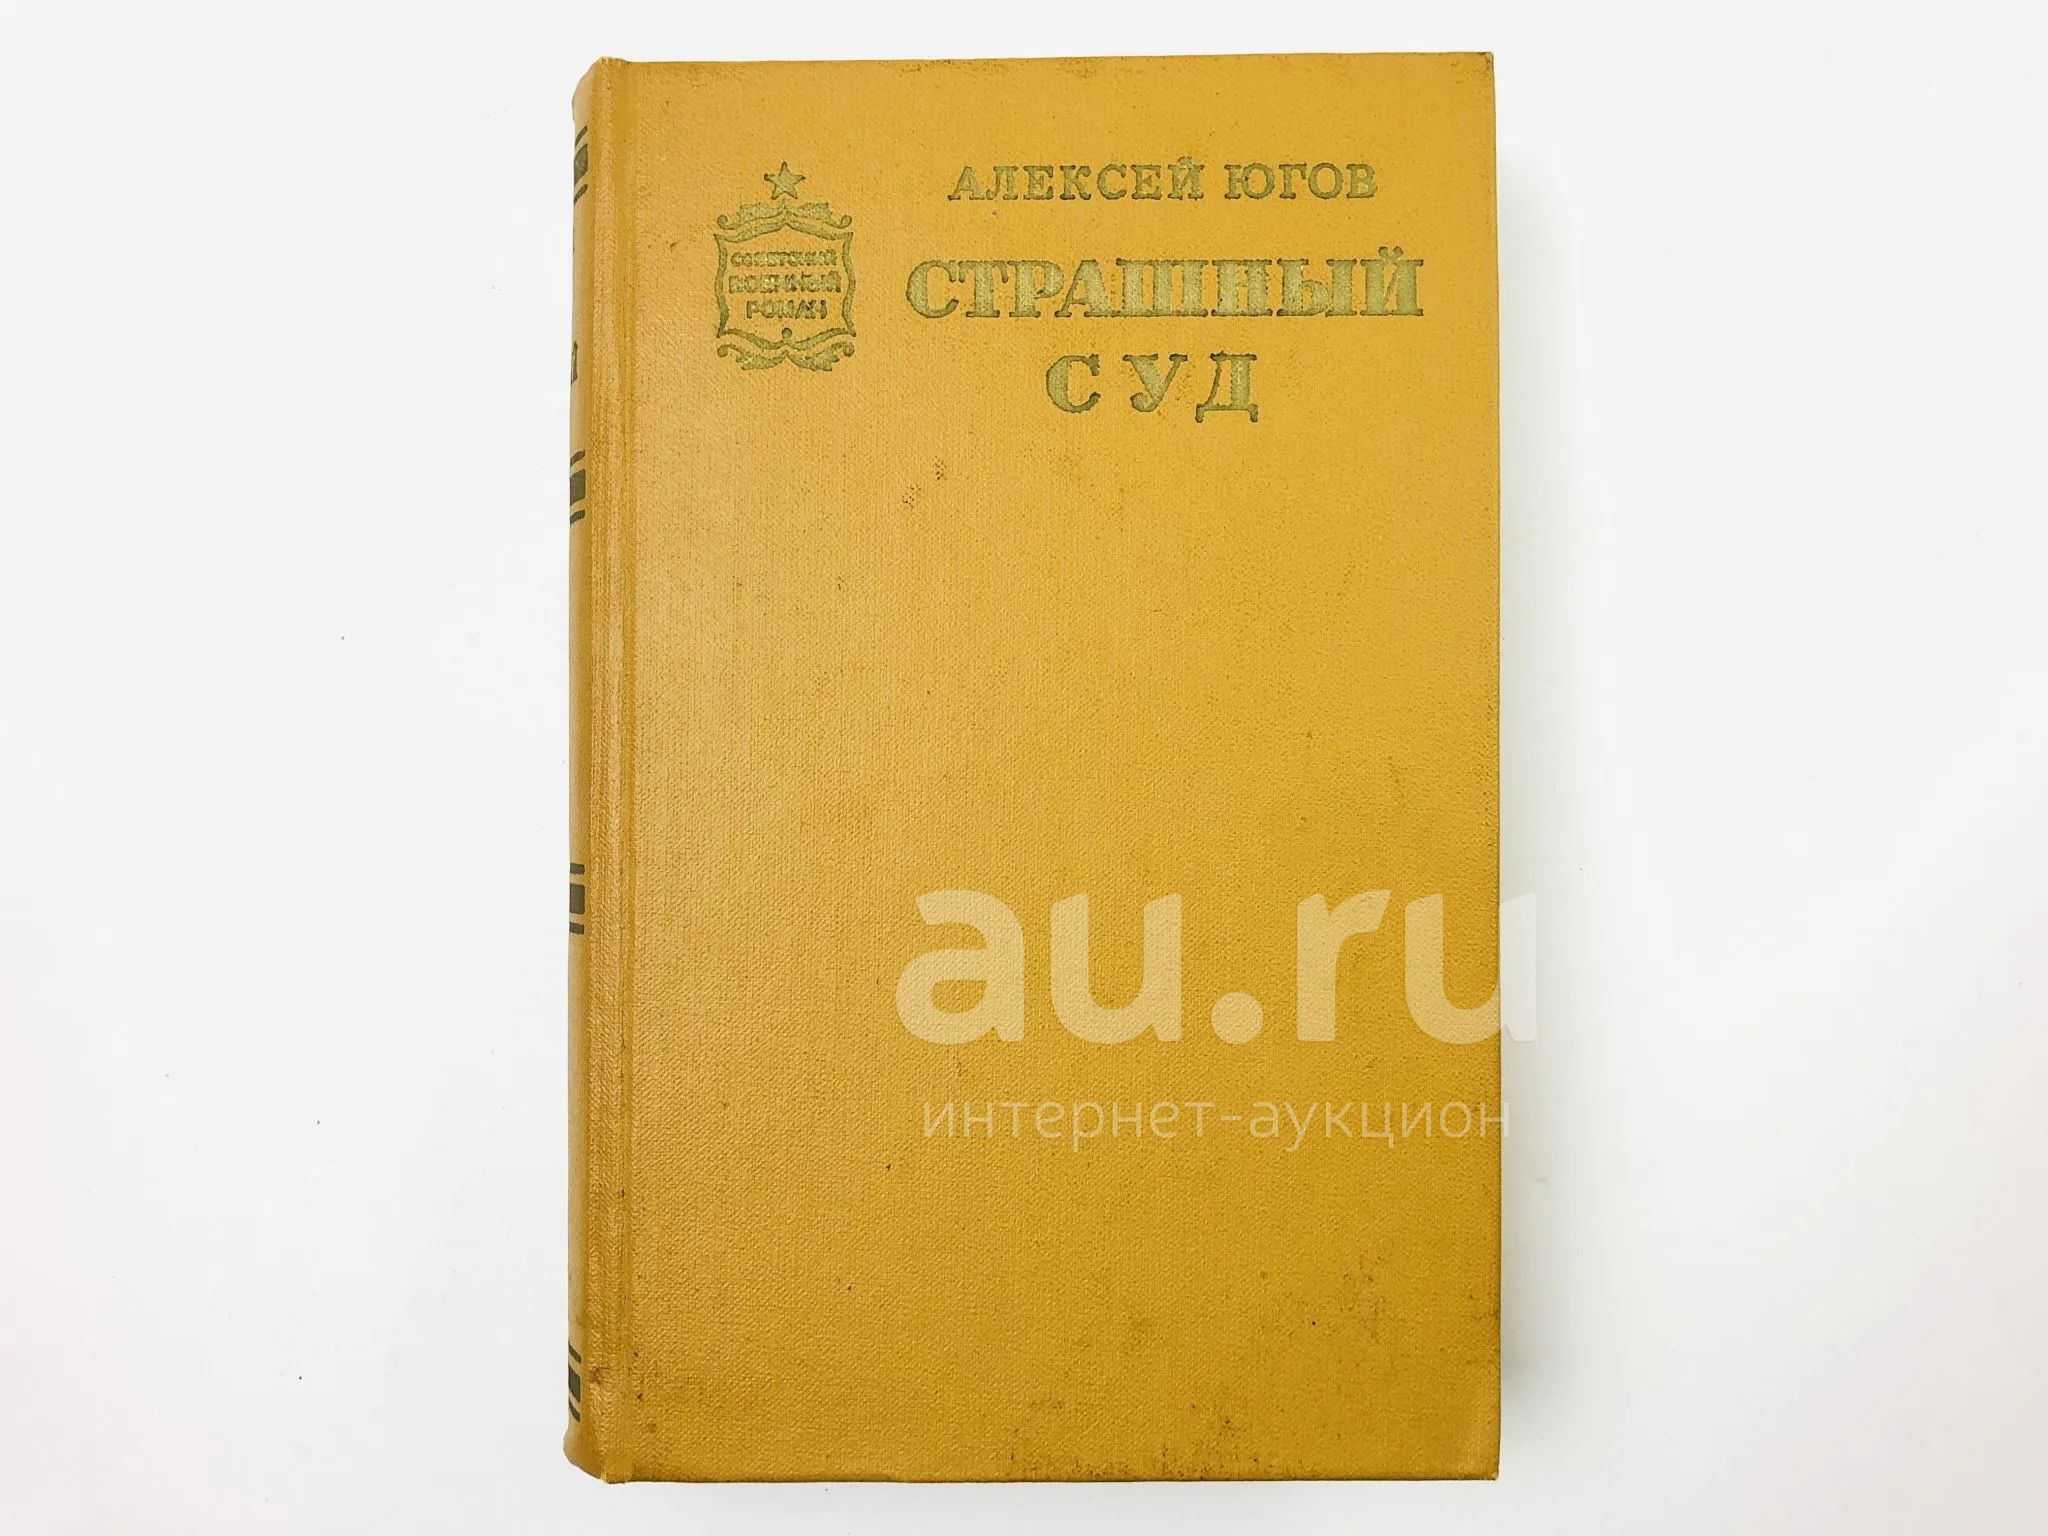 АЛЕКСЕЙ ЮГОВ
СТРАШНЫЙ
СУД
СОВЕТСКИЙ
ВОЕННЫЙ
РОМАН
au.ru
интернет-аукцион